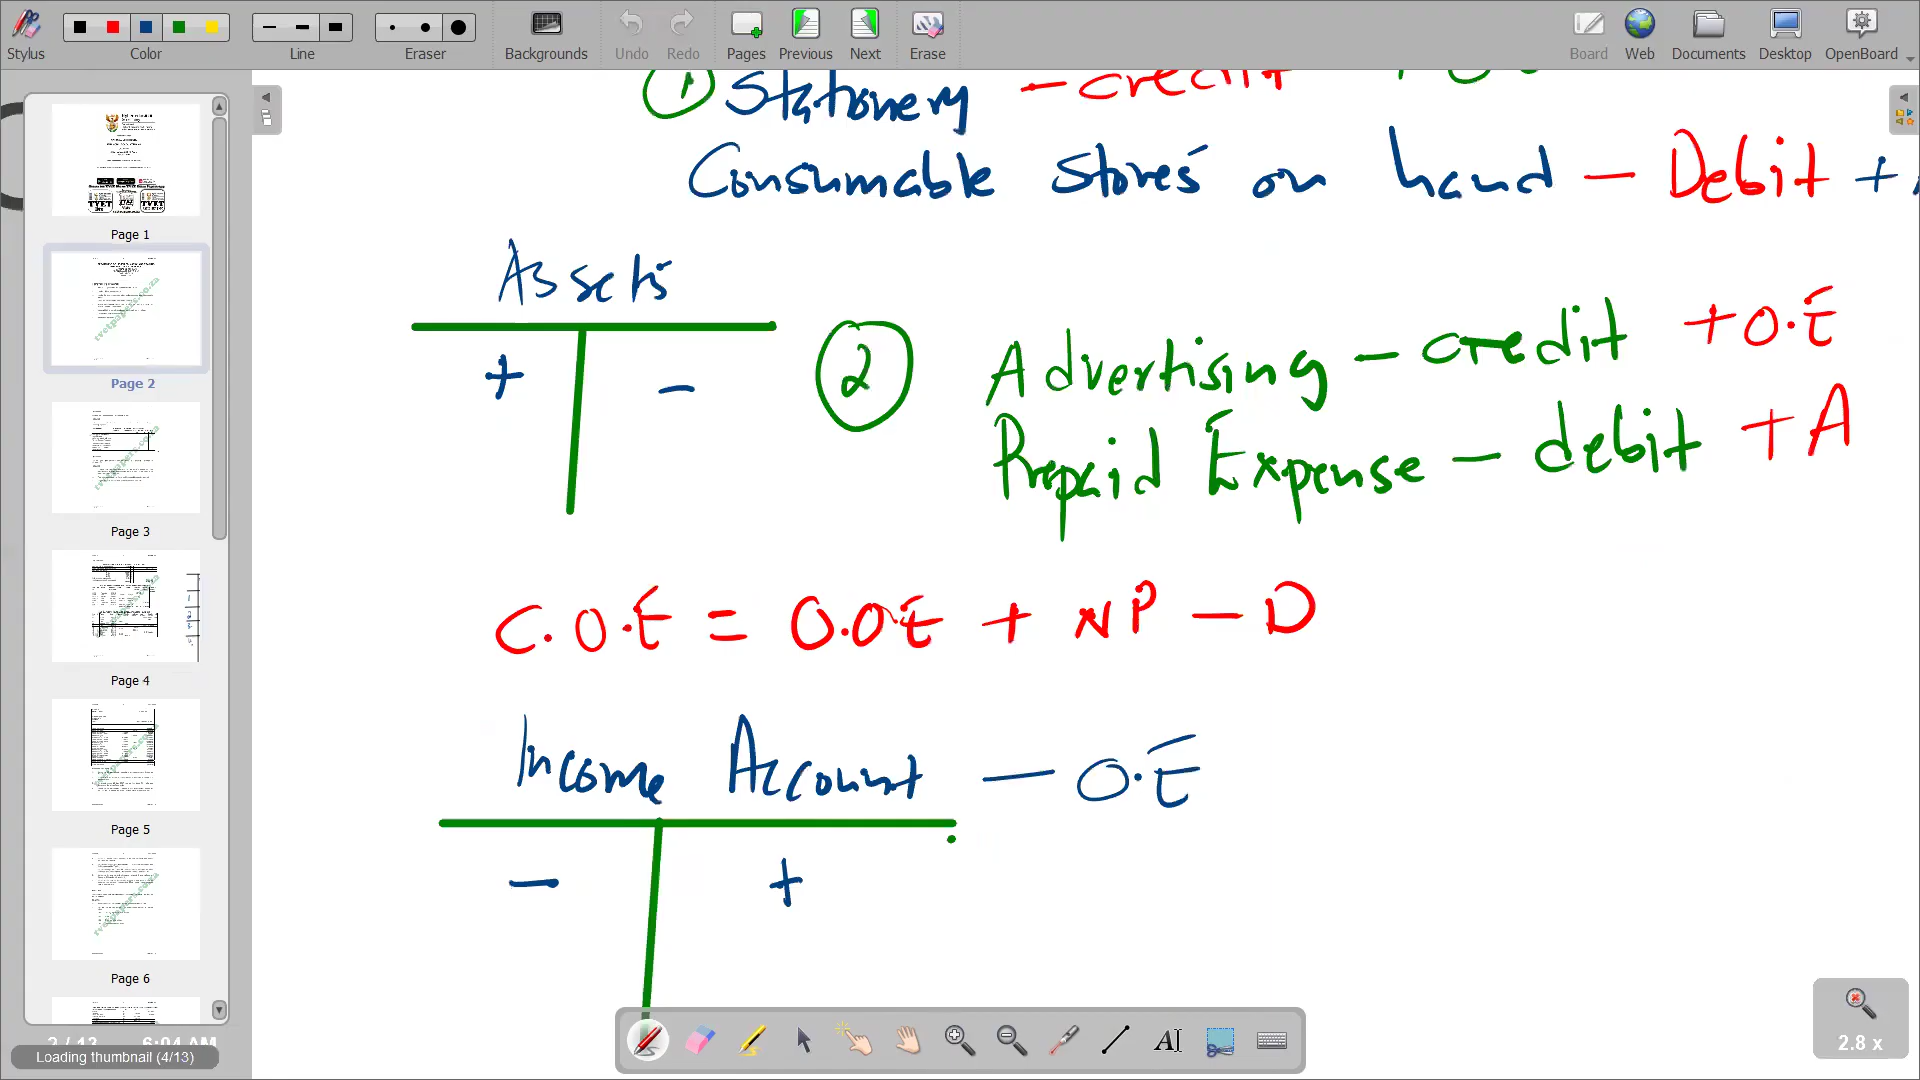 Stylus
Color
Line
Eraser
Backgrounds
Undo
Redo
Pages
Previous
Next
Erase
Board
Web
Documents
Desktop
OpenBoard
Page 1
Page 2
Page 3
Page 4
Page 5
Page 6
Loading thumbnail (4/13)
① Stationery - credit
Consumable stores on hand - Debit +
Assets
+ -
② Advertising - credit +O.E
Prepaid Expense - debit +A
C.O.E = O.O.E + NP - D
Income Account - O.E
- +
2.8 x